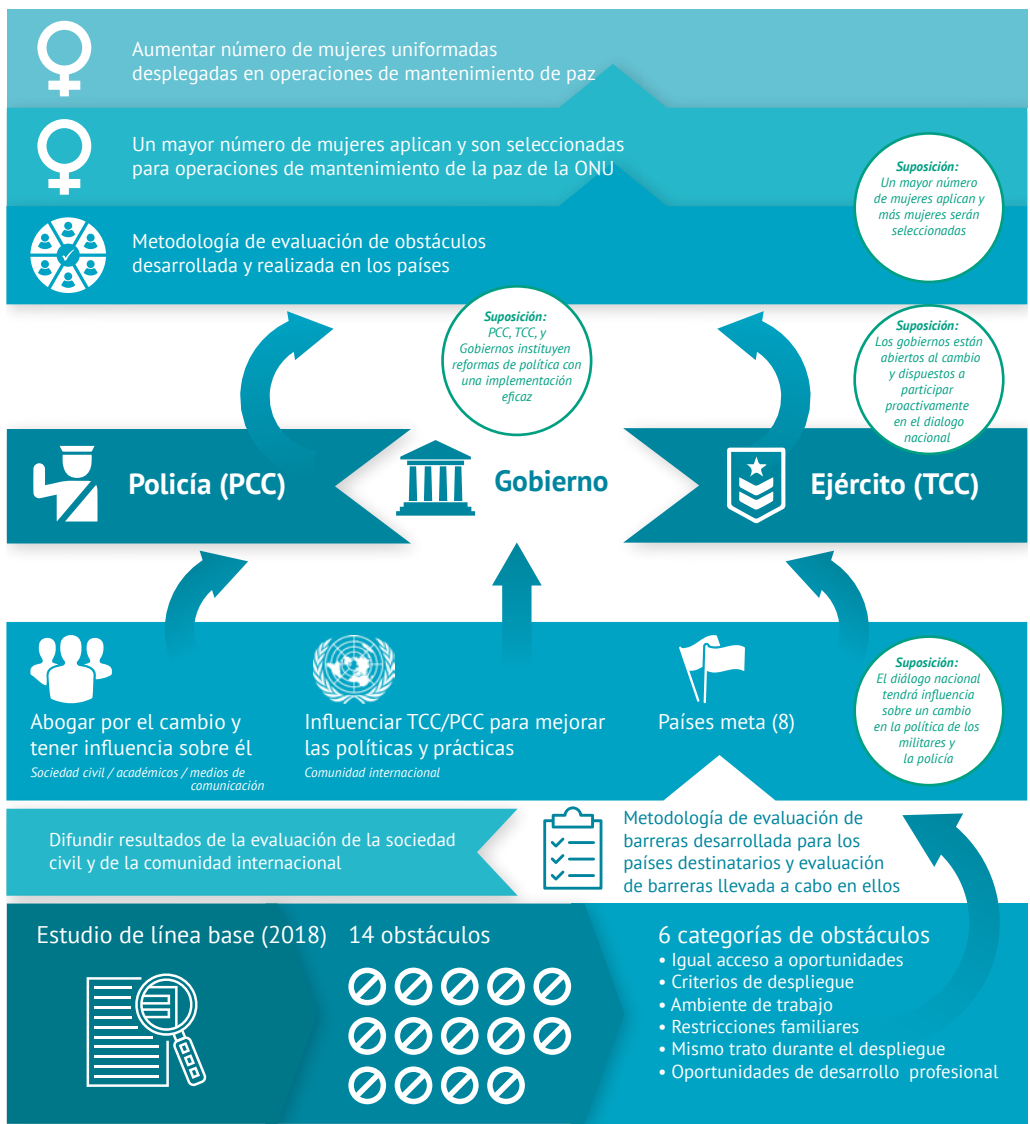 Aumentar número de mujeres uniformadas
desplegadas en operaciones de mantenimiento de paz
Un mayor número de mujeres aplican y son seleccionadas
para operaciones de mantenimiento de la paz de la ONU
Suposición:
Un mayor número
de mujeres aplican y
más mujeres serán
seleccionadas
Metodología de evaluación de obstáculos
desarrollada y realizada en los países
Suposición:
PCC, TCC, y
Gobiernos instituyen
reformas de política con
una implementación
eficaz
Suposición:
Los gobiernos están
abiertos al cambio
y dispuestos a
participar
proactivamente
en el dialogo
nacional
Policía (PCC)
Gobierno
Ejército (TCC)
Abogar por el cambio y
tener influencia sobre él
Sociedad civil / académicos / medios de
comunicación
Influenciar TCC/PCC para mejorar
las políticas y prácticas
Comunidad internacional
Países meta (8)
Suposición:
El diálogo nacional
tendrá influencia
sobre un cambio
en la política de los
militares y
la policía
Difundir resultados de la evaluación de la sociedad
civil y de la comunidad internacional
Metodología de evaluación de
barreras desarrollada para los
países destinatarios y evaluación
de barreras llevada a cabo en ellos
Estudio de línea base (2018)
14 obstáculos
6 categorías de obstáculos
• Igual acceso a oportunidades
• Criterios de despliegue
• Ambiente de trabajo
• Restricciones familiares
• Mismo trato durante el despliegue
• Oportunidades de desarrollo profesional